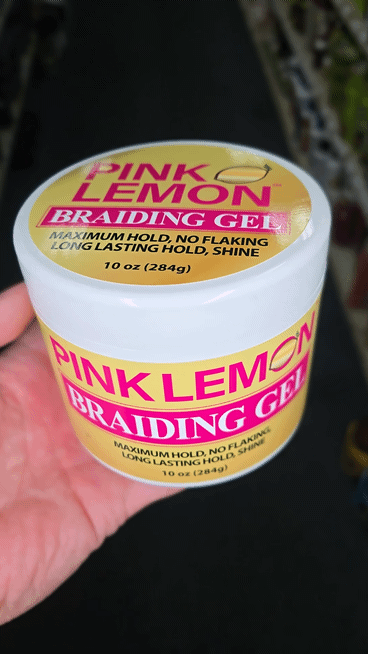 PINK
LEMON™
BRAIDING GEL
MAXIMUM HOLD, NO FLAKING
LONG LASTING HOLD, SHINE
10 oz (284g)
PINK LEMON
BRAIDING GEL
MAXIMUM HOLD, NO FLAKING,
LONG LASTING HOLD, SHINE
10 oz (284g)